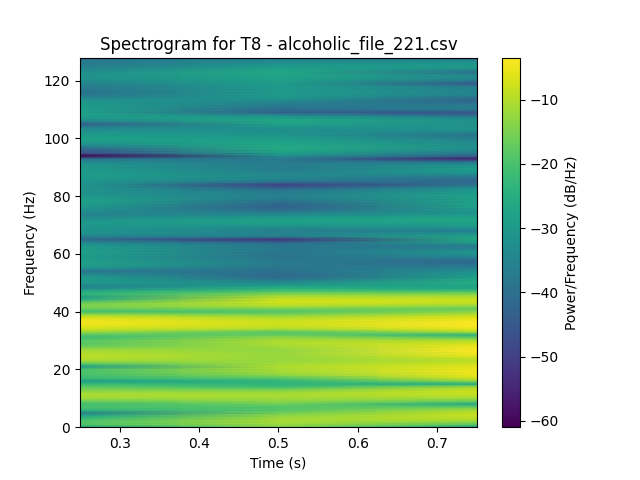 Spectrogram for T8 - alcoholic_file_221.csv
120
100
80
60
40
20
0
Frequency (Hz)
0.3 0.4 0.5 0.6 0.7
Time (s)
−10
−20
−30
−40
−50
−60
Power/Frequency (dB/Hz)